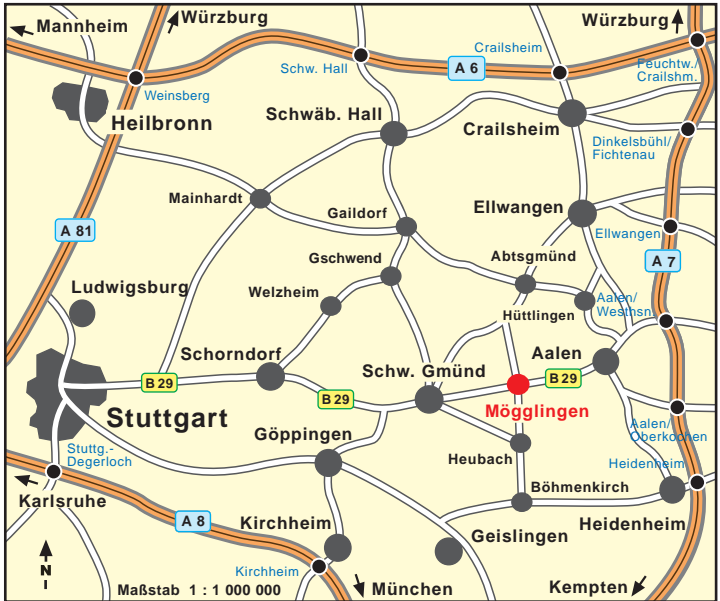 Mannheim
Würzburg
Würzburg
Crailsheim
Schw. Hall
A 6
Feuchtw./
Crailshm.
Weinsberg
Heilbronn
Schwäb. Hall
Crailsheim
Dinkelsbühl/
Fichtenau
Mainhardt
Gaildorf
Ellwangen
A 81
Ellwangen
Gschwend
Abtsgmünd
A 7
Ludwigsburg
Welzheim
Hüttlingen
Aalen/
Westhsn.
Schorndorf
Schw. Gmünd
Aalen
B 29
B 29
B 29
Mögglingen
Stuttgart
Göppingen
Aalen/
Oberkochen
Stuttg.-
Degerloch
Heubach
Heidenheim
Karlsruhe
Böhmenkirch
A 8
Kirchheim
Geislingen
Heidenheim
N
Kirchheim
Maßstab 1 : 1 000 000
München
Kempten